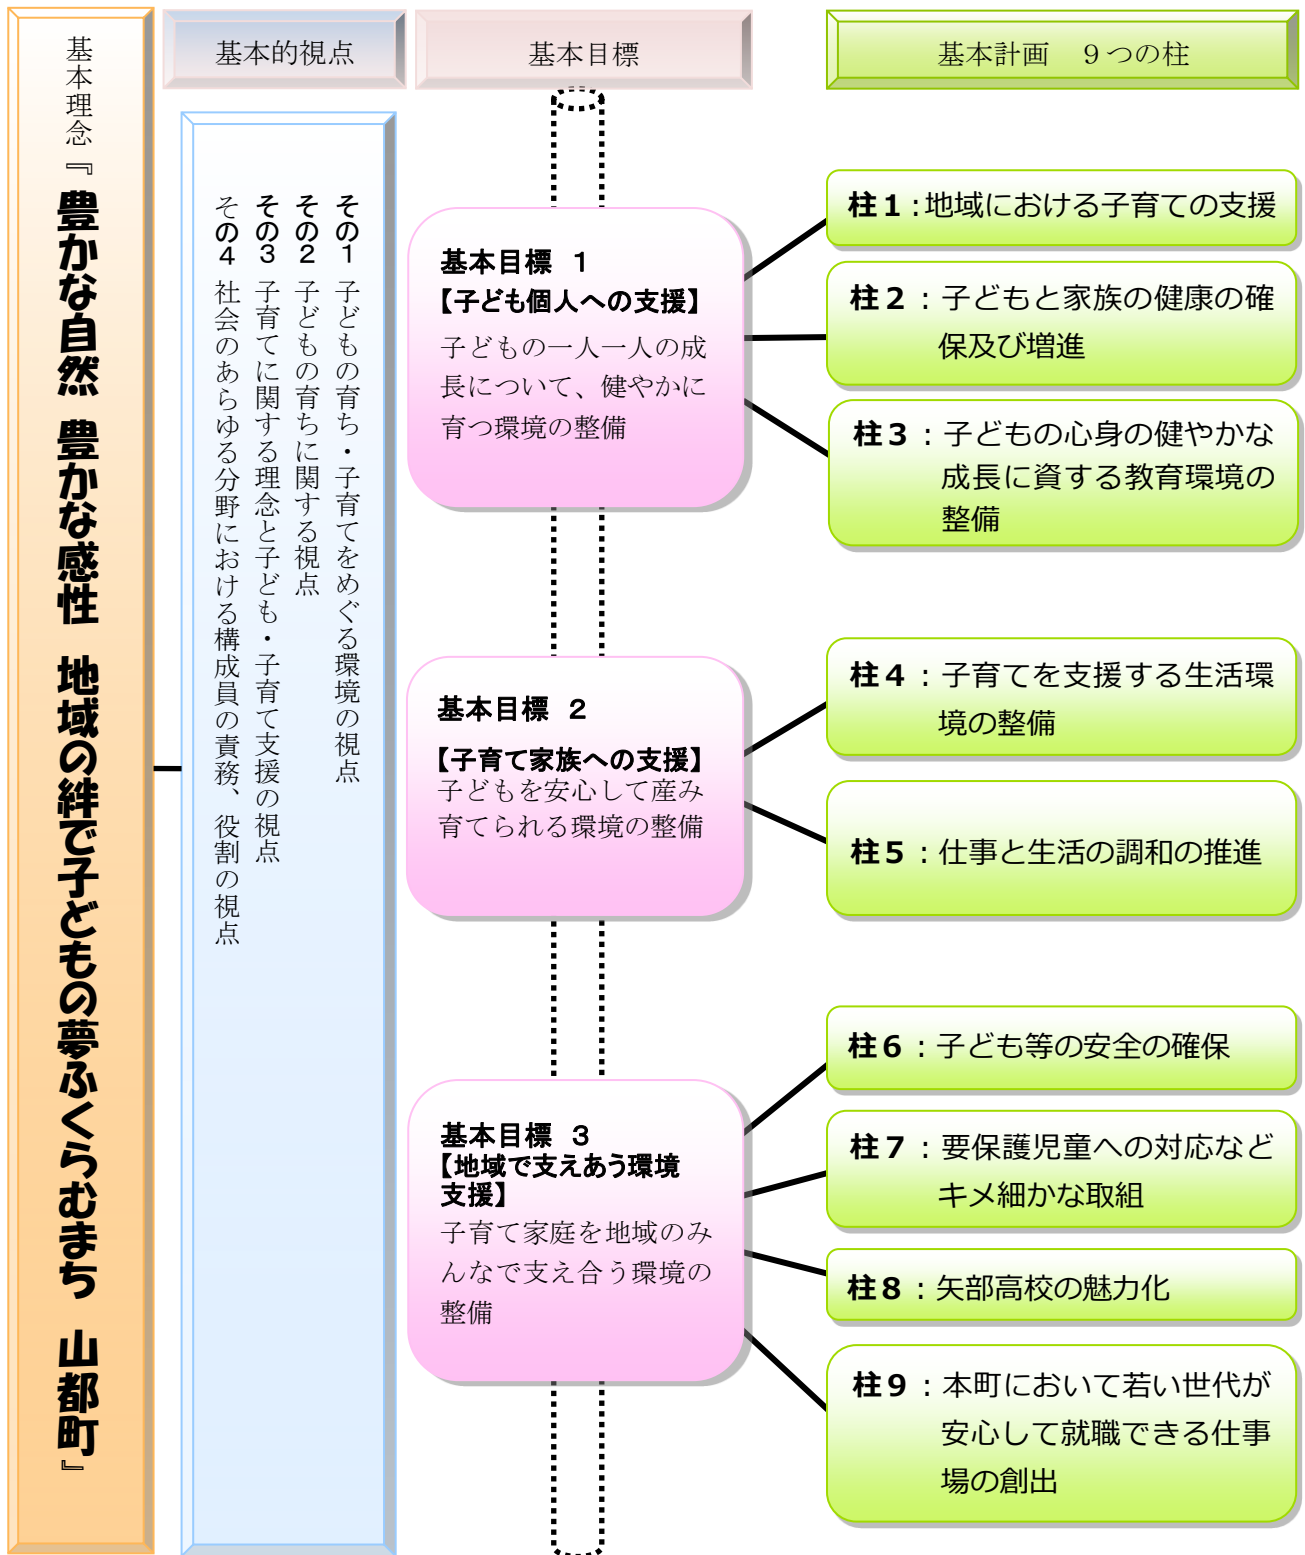 基本理念『豊かな自然 豊かな感性 地域の絆で子どもの夢ふくらむまち 山都町』
基本的視点
その1 子どもの育ち・子育てをめぐる環境の視点
その2 子どもの育ちに関する視点
その3 子育てに関する理念と子ども・子育て支援の視点
その4 社会のあらゆる分野における構成員の責務、役割の視点
基本目標
基本目標 1
【子ども個人への支援】
子どもの一人一人の成
長について、健やかに
育つ環境の整備
基本目標 2
【子育て家族への支援】
子どもを安心して産み
育てられる環境の整備
基本目標 3
【地域で支えあう環境
支援】
子育て家庭を地域のみ
んなで支え合う環境の
整備
基本計画 9つの柱
柱1：地域における子育ての支援
柱2：子どもと家族の健康の確
保及び増進
柱3：子どもの心身の健やかな
成長に資する教育環境の
整備
柱4：子育てを支援する生活環
境の整備
柱5：仕事と生活の調和の推進
柱6：子ども等の安全の確保
柱7：要保護児童への対応など
キメ細かな取組
柱8：矢部高校の魅力化
柱9：本町において若い世代が
安心して就職できる仕事
場の創出